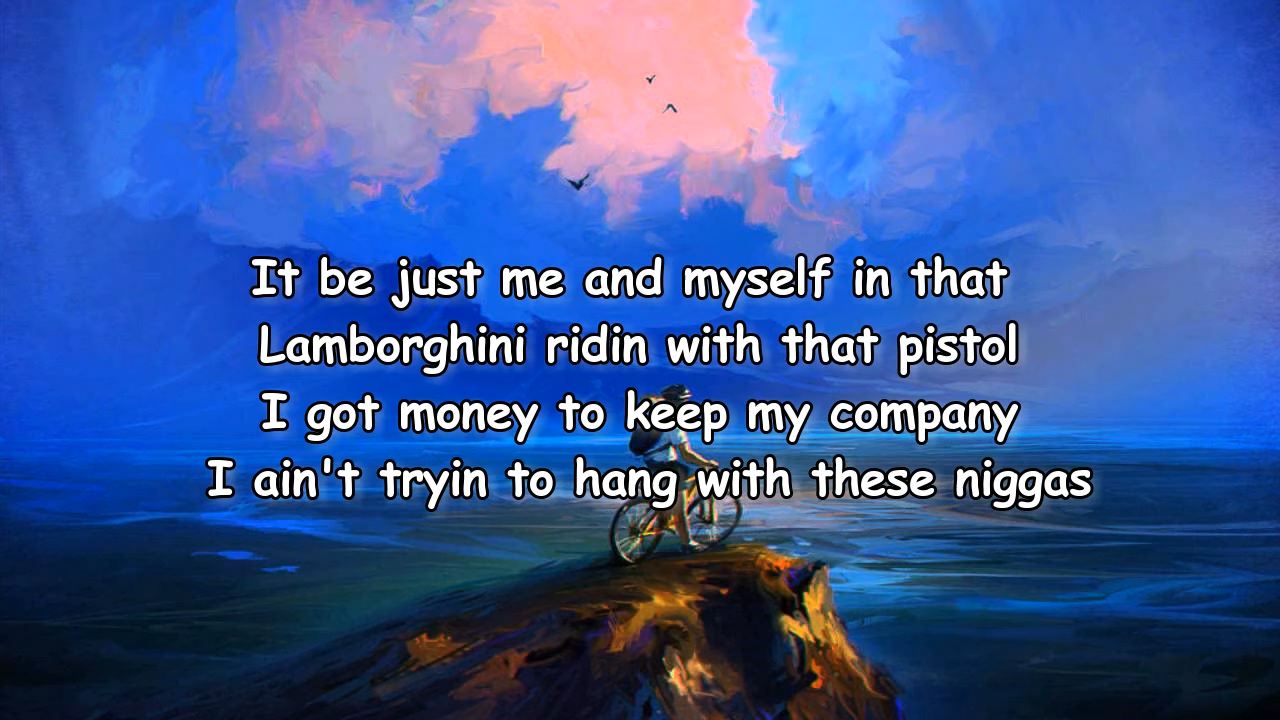 It be just me and myself in that
Lamborghini ridin with that pistol
I got money to keep my company
I ain't tryin to hang with these niggas